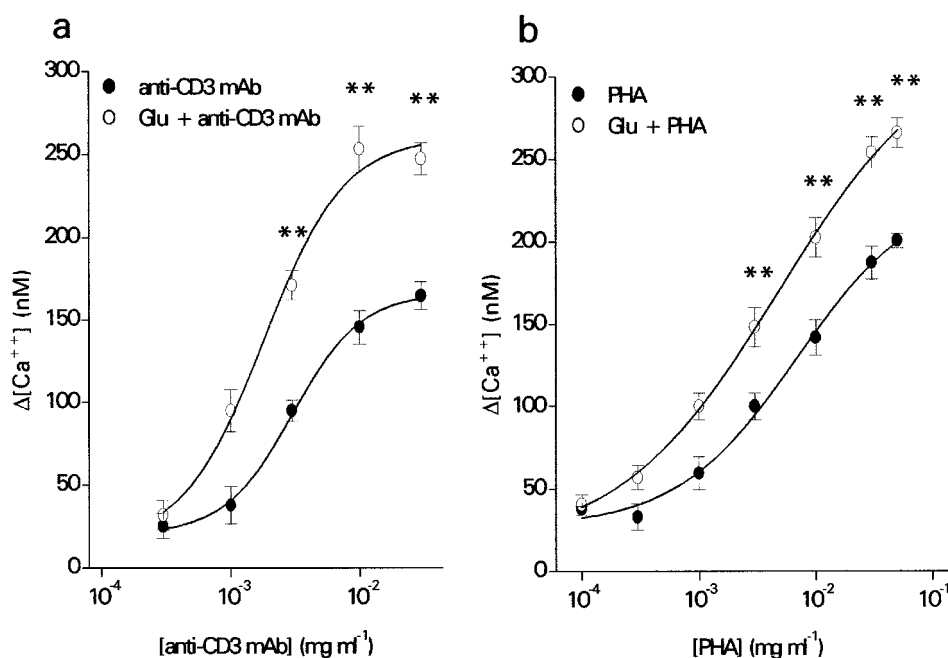 a
anti-CD3 mAb
Glu + anti-CD3 mAb
300
250
200
150
100
50
0
Δ[Ca⁺⁺] (nM)
** ** **
10⁻⁴ 10⁻³ 10⁻²
[anti-CD3 mAb] (mg ml⁻¹)
b
PHA
Glu + PHA
300
250
200
150
100
50
0
Δ[Ca⁺⁺] (nM)
** ** ** **
10⁻⁴ 10⁻³ 10⁻² 10⁻¹
[PHA] (mg ml⁻¹)